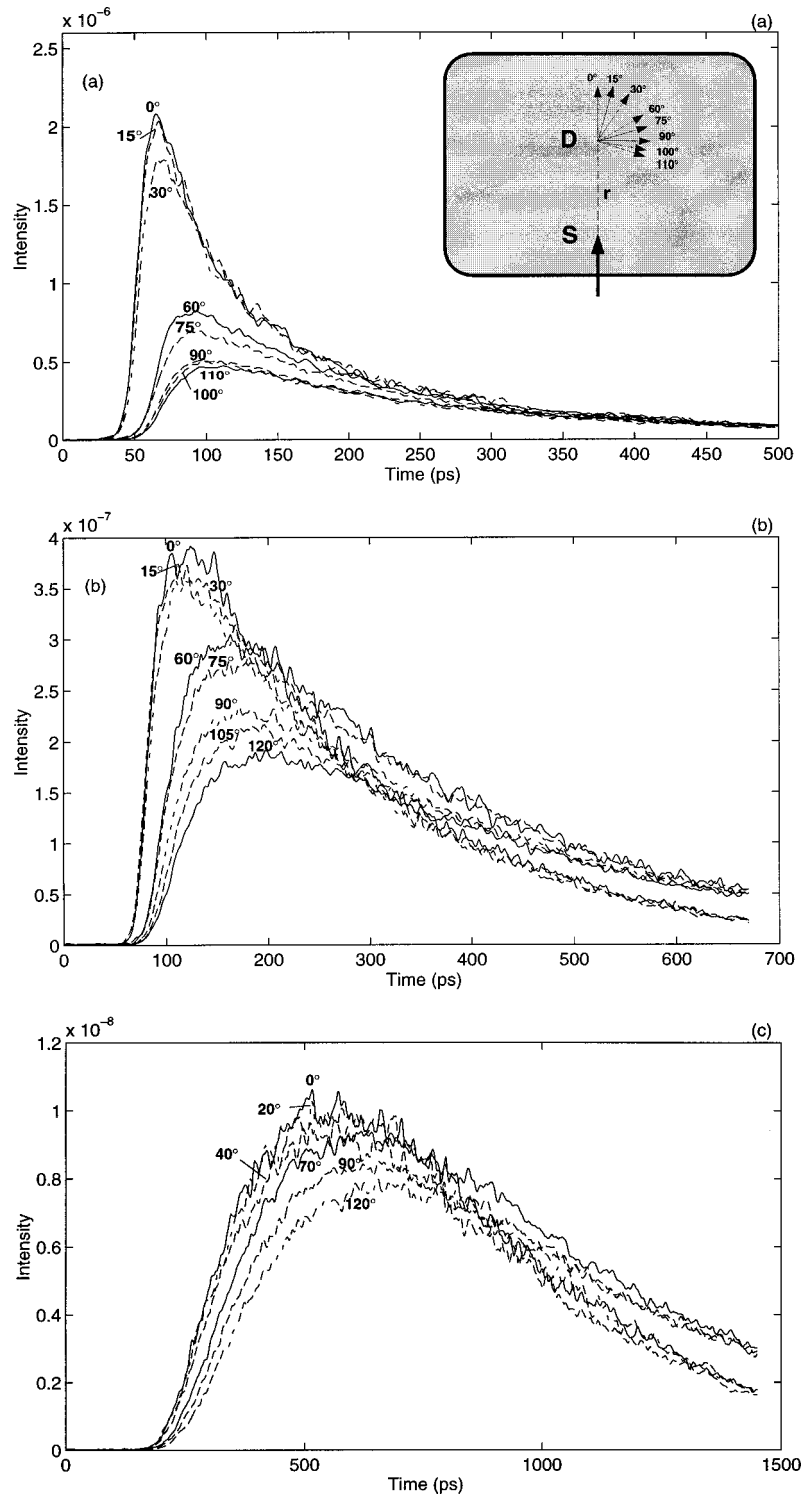 x 10⁻⁶
(a)
2.5
2
1.5
1
0.5
0
Intensity
(a)
0°
15°
30°
60°
75°
90°
110°
100°
0° 15° 30° 60° 75° 90° 100° 110°
D
r
S
0 50 100 150 200 250 300 350 400 450 500
Time (ps)
x 10⁻⁷
(b)
4
3.5
3
2.5
2
1.5
1
0.5
0
Intensity
(b)
0°
15°
30°
60° 75°
90°
105°
120°
0 100 200 300 400 500 600 700
Time (ps)
x 10⁻⁸
(c)
1.2
1
0.8
0.6
0.4
0.2
0
Intensity
0°
20°
40°
70° 90°
120°
0 500 1000 1500
Time (ps)